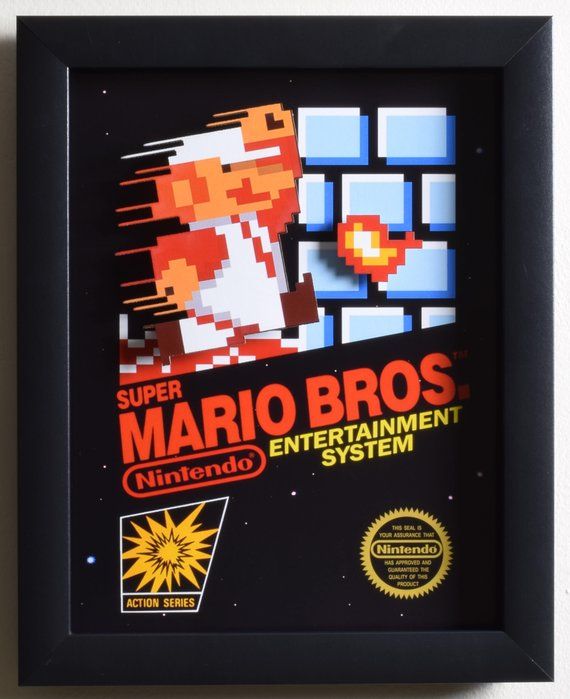 SUPER
MARIO BROS.™
Nintendo®
ENTERTAINMENT
SYSTEM
ACTION SERIES
THIS SEAL IS
YOUR ASSURANCE THAT
Nintendo
HAS APPROVED AND
GUARANTEED THE
QUALITY OF THIS
PRODUCT